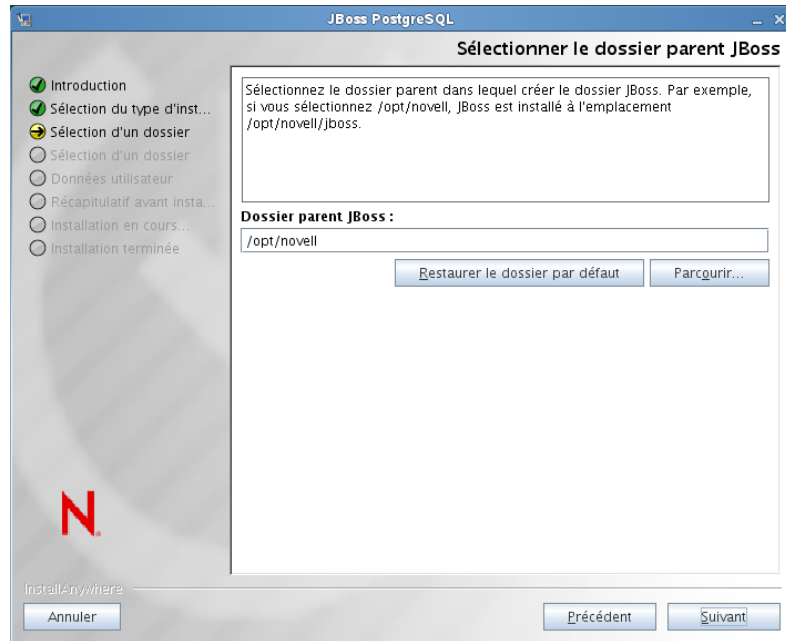 JBoss PostgreSQL
Sélectionner le dossier parent JBoss
Introduction
Sélection du type d'inst...
Sélection d'un dossier
Sélection d'un dossier
Données utilisateur
Récapitulatif avant insta...
Installation en cours...
Installation terminée
Sélectionnez le dossier parent dans lequel créer le dossier JBoss. Par exemple,
si vous sélectionnez /opt/novell, JBoss est installé à l'emplacement
/opt/novell/jboss.
Dossier parent JBoss :
/opt/novell
Restaurer le dossier par défaut
Parcourir...
N
InstallAnywhere
Annuler
Précédent
Suivant